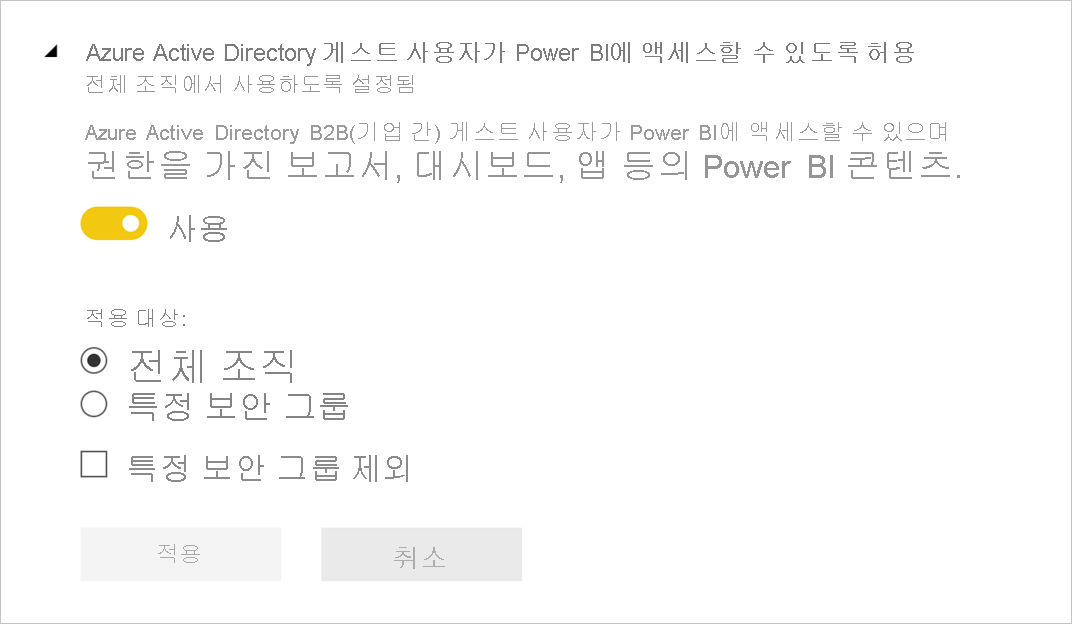 Azure Active Directory 게스트 사용자가 Power BI에 액세스할 수 있도록 허용
전체 조직에서 사용하도록 설정됨
Azure Active Directory B2B(기업 간) 게스트 사용자가 Power BI에 액세스할 수 있으며
권한을 가진 보고서, 대시보드, 앱 등의 Power BI 콘텐츠.
사용
적용 대상:
전체 조직
특정 보안 그룹
특정 보안 그룹 제외
적용
취소